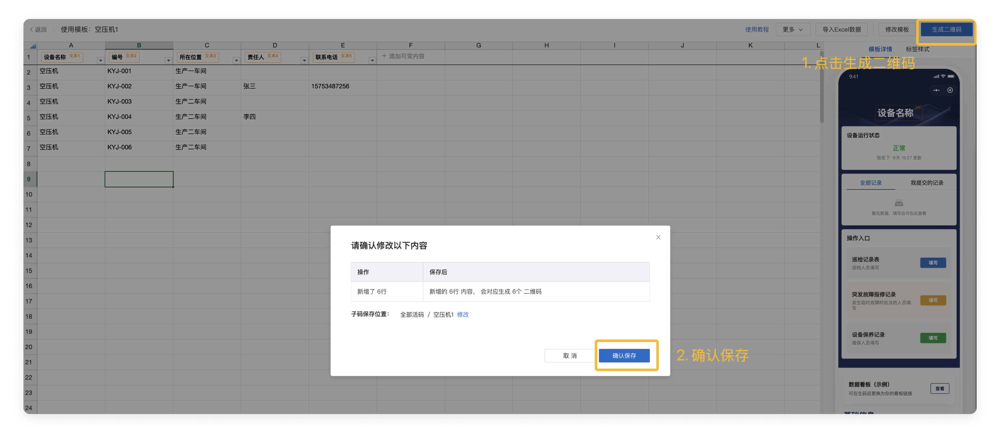 返回 使用模板：空压机1 使用教程 更多 导入Excel数据 修改模板 生成二维码
A B C D E F G H I J K L
1 设备名称 文本1 编号 文本2 所在位置 文本3 责任人 文本4 联系电话 文本5 + 添加可变内容
2 空压机 KYJ-001 生产一车间
3 空压机 KYJ-002 生产一车间 张三 15753487256
4 空压机 KYJ-003 生产二车间
5 空压机 KYJ-004 生产二车间 李四
6 空压机 KYJ-005 生产二车间
7 空压机 KYJ-006 生产二车间
8
9
10
11
12
13
14
15
16
17
18
19
20
21
22
23
24
模板详情 标签样式
1. 点击生成二维码
9:41
设备名称 文本1
设备运行状态
正常
张在下 今天 15:27 更新
全部记录 我提交的记录
暂无数据，填写后可在此查看
操作入口
巡检记录表
巡检人员填写
填写
突发故障报修记录
发生临时故障时由当班人员填
写
填写
设备保养记录
维保人员填写
填写
数据看板（示例）
可在生码后更换为你的看板链接
查看
请确认修改以下内容
操作 保存后
新增了 6行 新增的 6行 内容， 会对应生成 6个 二维码
子码保存位置： 全部活码 / 空压机1 修改
取 消 确认保存
2. 确认保存